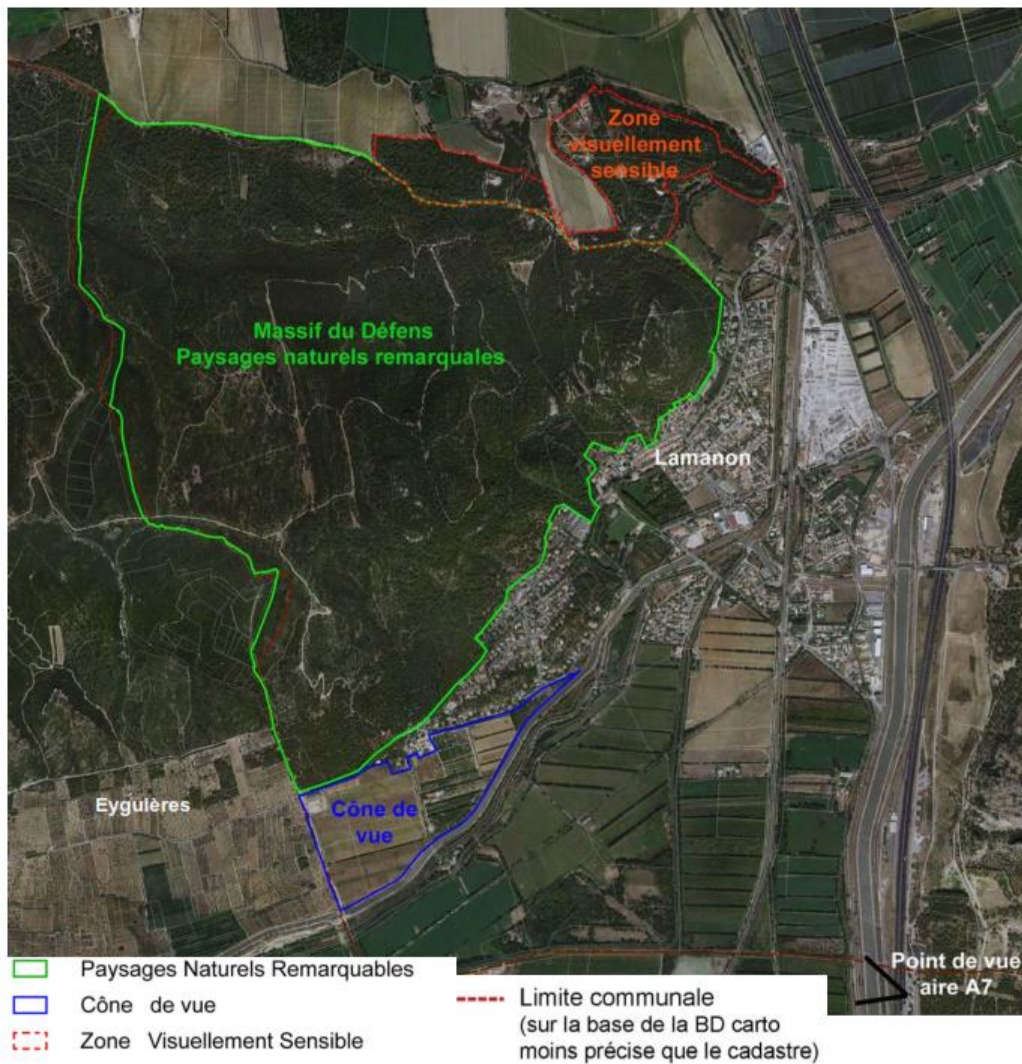 Zone
visuellement
sensible
Massif du Défens
Paysages naturels remarquales
Lamanon
Eyguières
Cône de
vue
Point de vue
aire A7
Paysages Naturels Remarquables
Cône de vue
Zone Visuellement Sensible
Limite communale
(sur la base de la BD carto
moins précise que le cadastre)